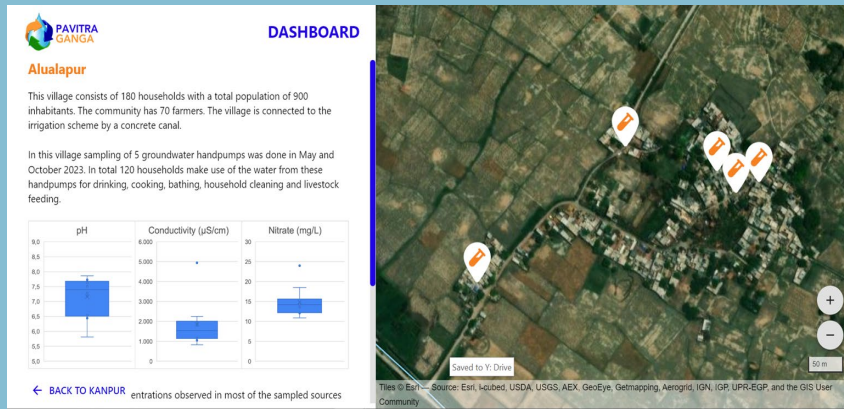 PAVITRA
GANGA
DASHBOARD
Alualapur
This village consists of 180 households with a total population of 900
inhabitants. The community has 70 farmers. The village is connected to the
irrigation scheme by a concrete canal.
In this village sampling of 5 groundwater handpumps was done in May and
October 2023. In total 120 households make use of the water from these
handpumps for drinking, cooking, bathing, household cleaning and livestock
feeding.
pH
9,0
8,5
8,0
7,5
7,0
6,5
6,0
5,5
5,0
Conductivity (µS/cm)
6.000
5.000
4.000
3.000
2.000
1.000
0
Nitrate (mg/L)
30
25
20
15
10
5
0
← BACK TO KANPUR
entrations observed in most of the sampled sources
+
−
50 m
Saved to Y: Drive
Tiles © Esri — Source: Esri, i-cubed, USDA, USGS, AEX, GeoEye, Getmapping, Aerogrid, IGN, IGP, UPR-EGP, and the GIS User
Community